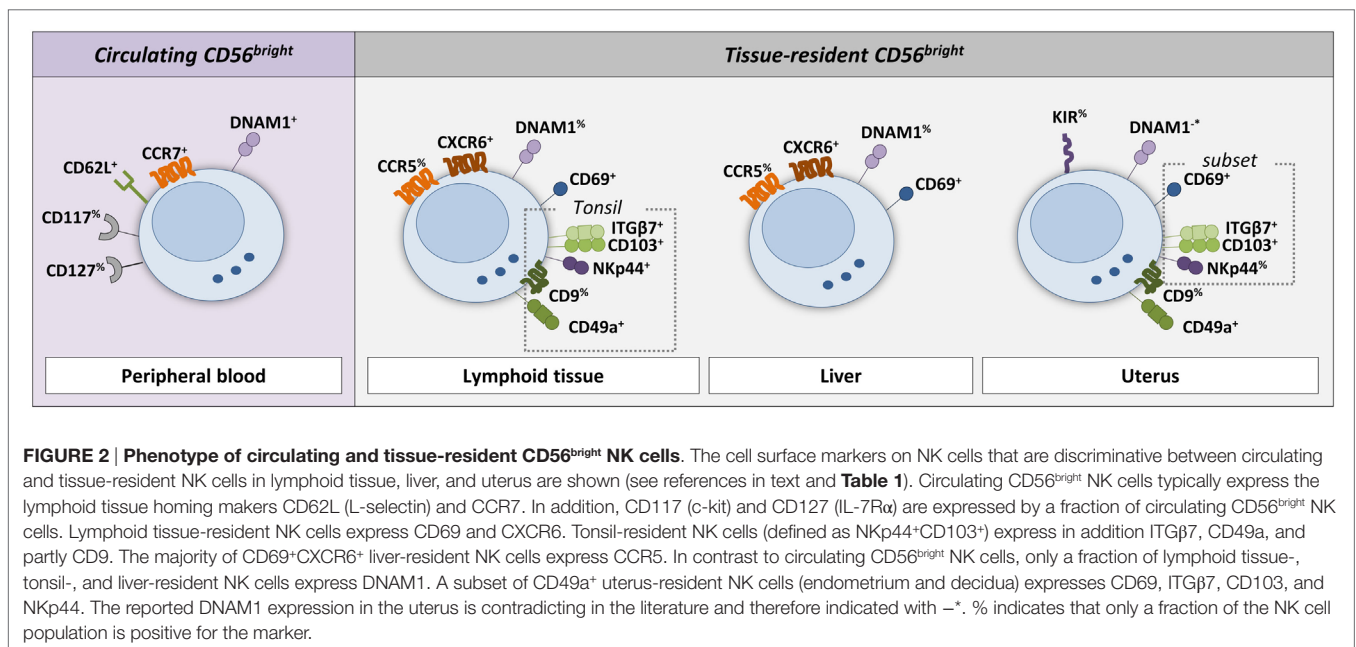 Circulating CD56bright
Tissue-resident CD56bright
DNAM1+
CD62L+
CCR7+
CD117%
CD127%
Peripheral blood
CCR5%
CXCR6+
DNAM1%
CD69+
Tonsil
ITGβ7+
CD103+
NKp44+
CD9%
CD49a+
Lymphoid tissue
CCR5%
CXCR6+
DNAM1%
CD69+
Liver
KIR%
DNAM1-*
subset
CD69+
ITGβ7+
CD103+
NKp44%
CD9%
CD49a+
Uterus
FIGURE 2 | Phenotype of circulating and tissue-resident CD56bright NK cells. The cell surface markers on NK cells that are discriminative between circulating
and tissue-resident NK cells in lymphoid tissue, liver, and uterus are shown (see references in text and Table 1). Circulating CD56bright NK cells typically express the
lymphoid tissue homing makers CD62L (L-selectin) and CCR7. In addition, CD117 (c-kit) and CD127 (IL-7Rα) are expressed by a fraction of circulating CD56bright NK
cells. Lymphoid tissue-resident NK cells express CD69 and CXCR6. Tonsil-resident NK cells (defined as NKp44+CD103+) express in addition ITGβ7, CD49a, and
partly CD9. The majority of CD69+CXCR6+ liver-resident NK cells express CCR5. In contrast to circulating CD56bright NK cells, only a fraction of lymphoid tissue-,
tonsil-, and liver-resident NK cells express DNAM1. A subset of CD49a+ uterus-resident NK cells (endometrium and decidua) expresses CD69, ITGβ7, CD103, and
NKp44. The reported DNAM1 expression in the uterus is contradicting in the literature and therefore indicated with –*. % indicates that only a fraction of the NK cell
population is positive for the marker.